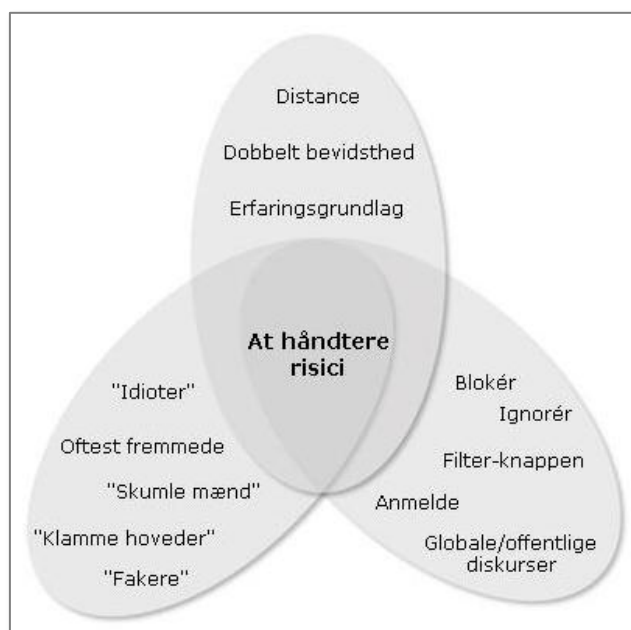 Distance
Dobbelt bevidsthed
Erfaringsgrundlag
At håndtere
risici
"Idioter"
Oftest fremmede
"Skumle mænd"
"Klamme hoveder"
"Fakere"
Blokér
Ignorér
Filter-knappen
Anmelde
Globale/offentlige
diskurser